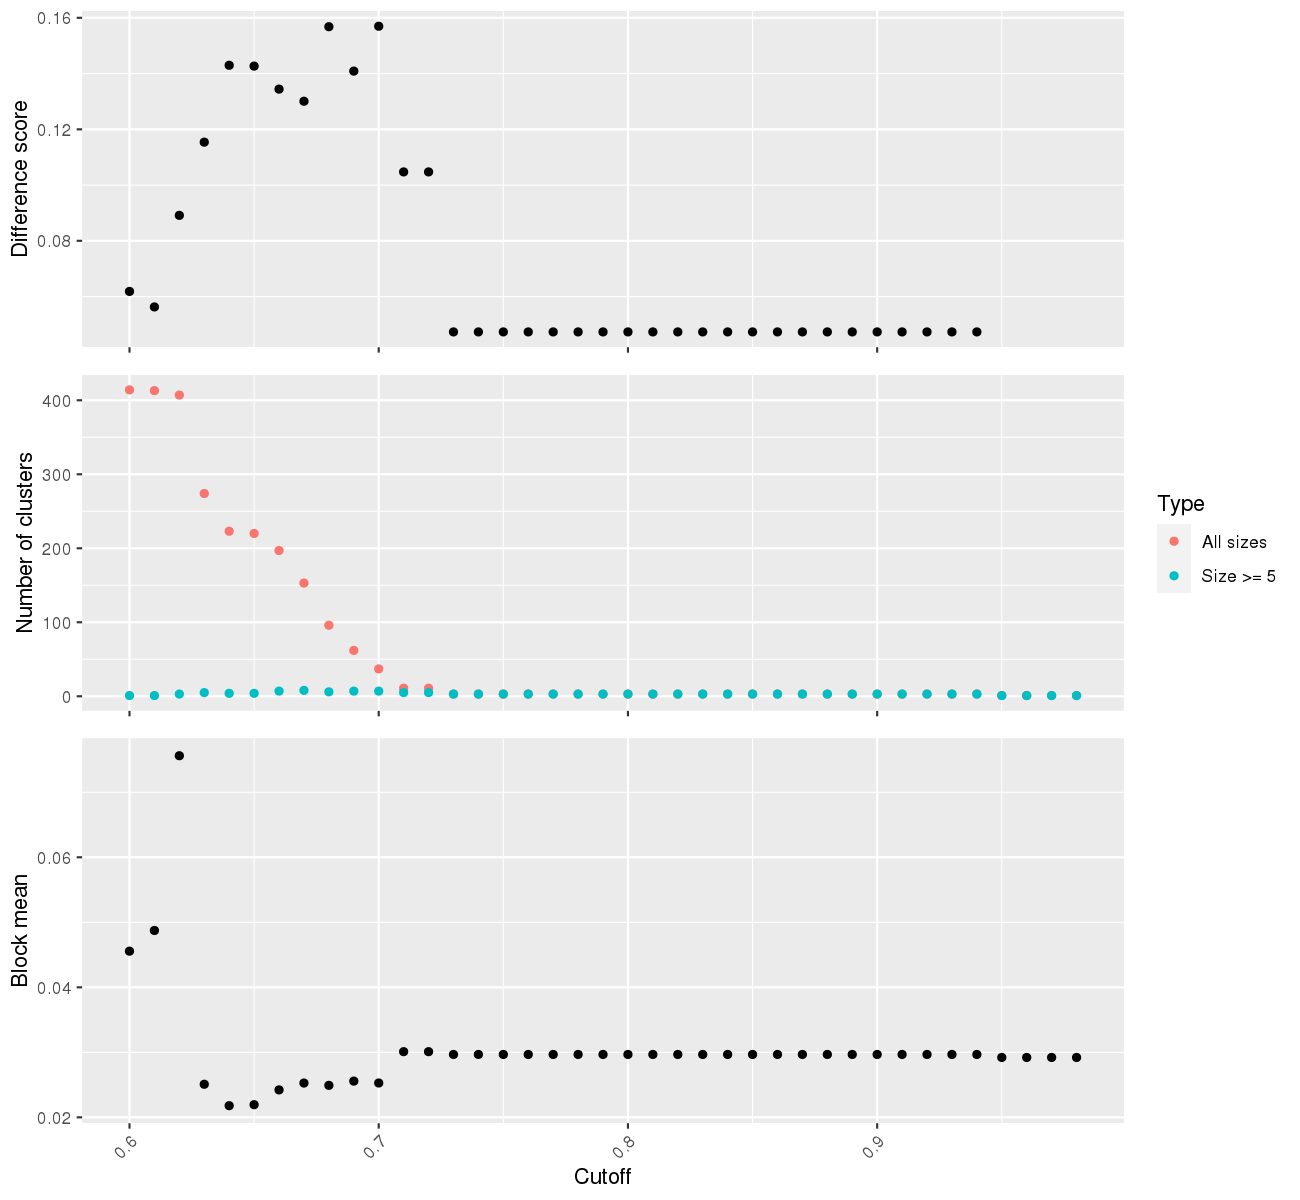 0.16
0.12
0.08
Difference score
400
300
200
100
0
Number of clusters
Type
All sizes
Size >= 5
0.06
0.04
0.02
Block mean
0.6
0.7
0.8
0.9
Cutoff